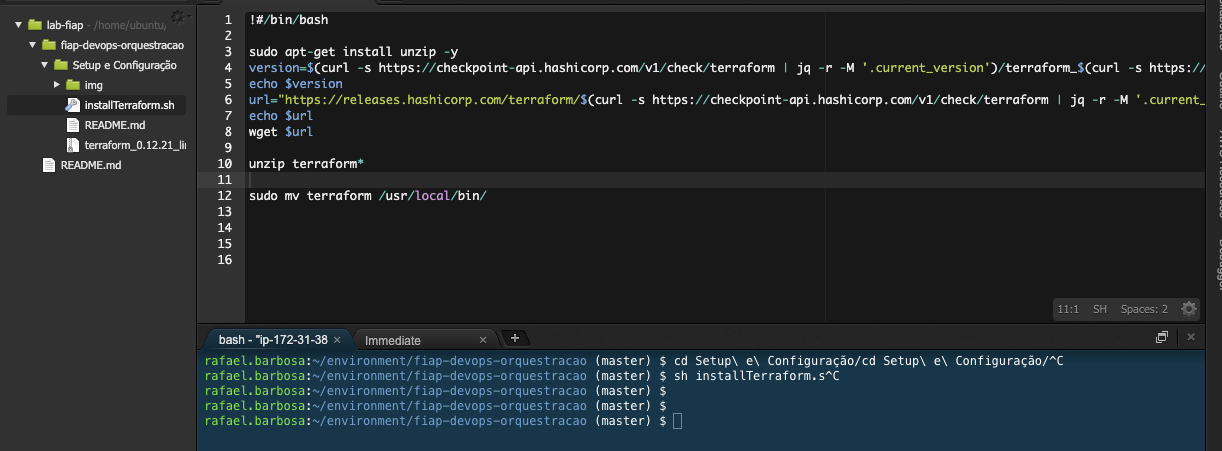 lab-fiap - /home/ubuntu
fiap-devops-orquestracao
Setup e Configuração
img
installTerraform.sh
README.md
terraform_0.12.21_li
README.md
1 !#/bin/bash
2
3 sudo apt-get install unzip -y
4 version=$(curl -s https://checkpoint-api.hashicorp.com/v1/check/terraform | jq -r -M '.current_version')/terraform_$(curl -s https://
5 echo $version
6 url="https://releases.hashicorp.com/terraform/$(curl -s https://checkpoint-api.hashicorp.com/v1/check/terraform | jq -r -M '.current_
7 echo $url
8 wget $url
9
10 unzip terraform*
11
12 sudo mv terraform /usr/local/bin/
13
14
15
16
11:1 SH Spaces: 2
bash - "ip-172-31-38 × Immediate × +
rafael.barbosa:~/environment/fiap-devops-orquestracao (master) $ cd Setup\ e\ Configuração/cd Setup\ e\ Configuração/^C
rafael.barbosa:~/environment/fiap-devops-orquestracao (master) $ sh installTerraform.s^C
rafael.barbosa:~/environment/fiap-devops-orquestracao (master) $
rafael.barbosa:~/environment/fiap-devops-orquestracao (master) $
rafael.barbosa:~/environment/fiap-devops-orquestracao (master) $